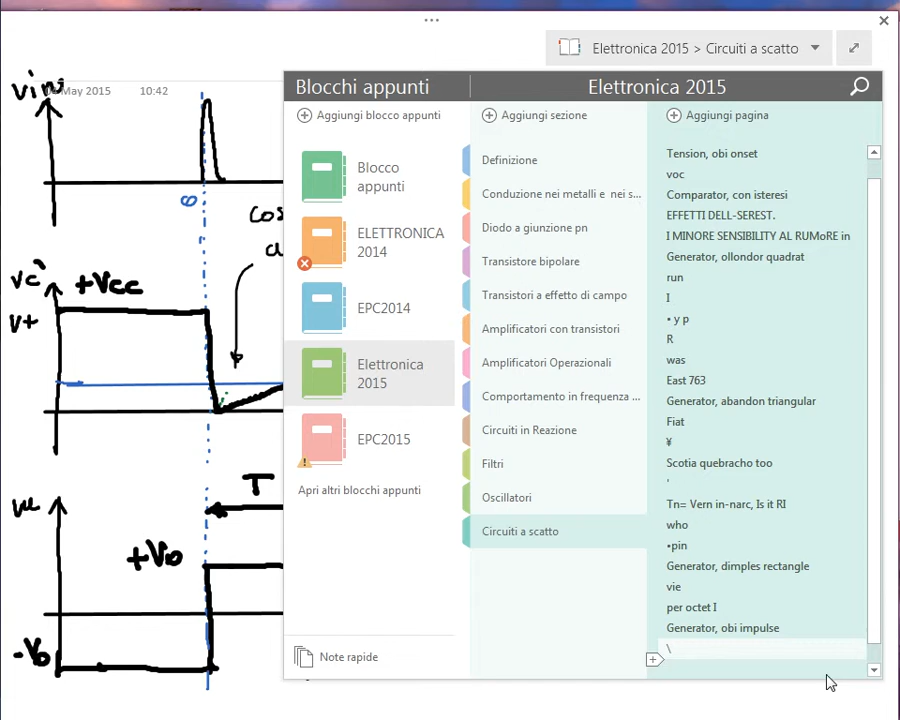 Elettronica 2015 > Circuiti a scatto
May 2015 10:42
Blocchi appunti
Elettronica 2015
Aggiungi blocco appunti
Aggiungi sezione
Aggiungi pagina
Blocco
appunti
ELETTRONICA
2014
EPC2014
Elettronica
2015
EPC2015
Apri altri blocchi appunti
Note rapide
Definizione
Conduzione nei metalli e nei s...
Diodo a giunzione pn
Transistore bipolare
Transistori a effetto di campo
Amplificatori con transistori
Amplificatori Operazionali
Comportamento in frequenza ...
Circuiti in Reazione
Filtri
Oscillatori
Circuiti a scatto
Tension, obi onset
voc
Comparator, con isteresi
EFFETTI DELL-SEREST.
I MINORE SENSIBILITY AL RUMoRE in
Generator, ollondor quadrat
run
I
• y p
R
was
East 763
Generator, abandon triangular
Fiat
¥
Scotia quebracho too
'
Tn= Vern in-narc, Is it RI
who
•pin
Generator, dimples rectangle
vie
per octet I
Generator, obi impulse
\
vin
vc
+Vcc
V+
T
+Vo
-Vo